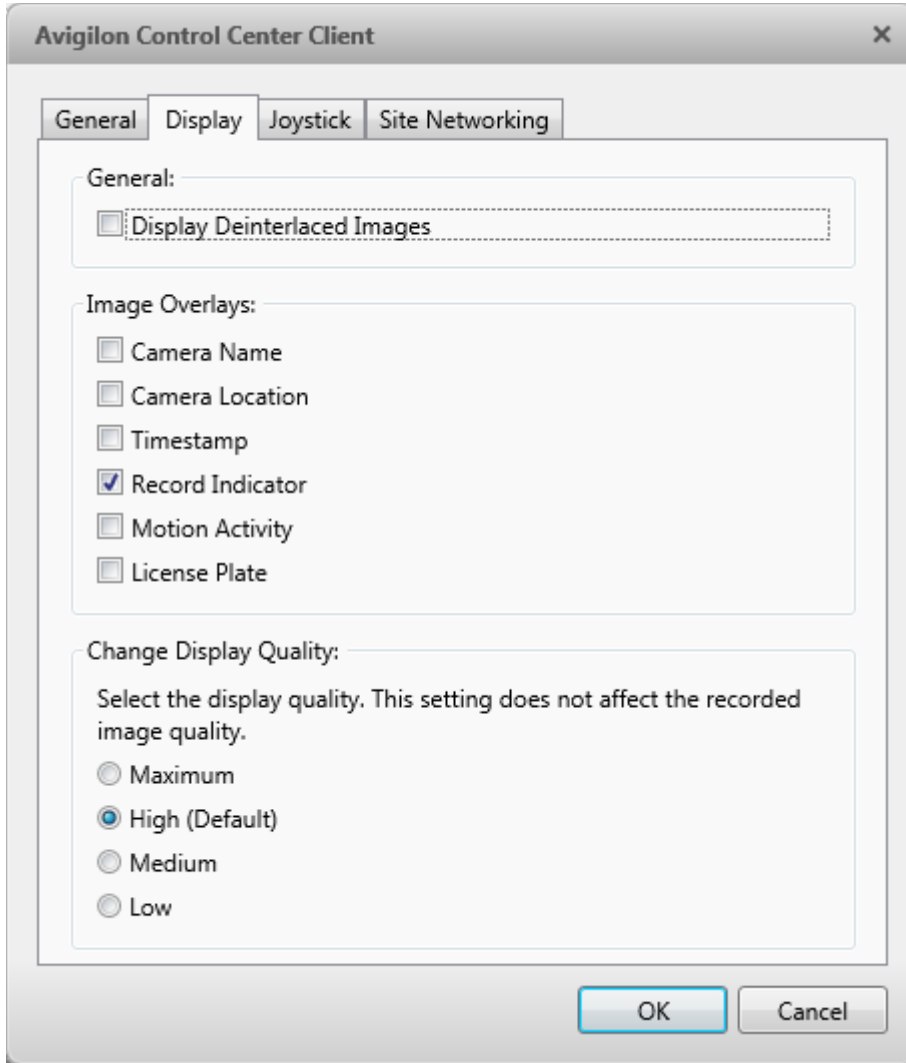 Avigilon Control Center Client
General Display Joystick Site Networking
General:
Display Deinterlaced Images
Image Overlays:
Camera Name
Camera Location
Timestamp
Record Indicator
Motion Activity
License Plate
Change Display Quality:
Select the display quality. This setting does not affect the recorded
image quality.
Maximum
High (Default)
Medium
Low
OK Cancel